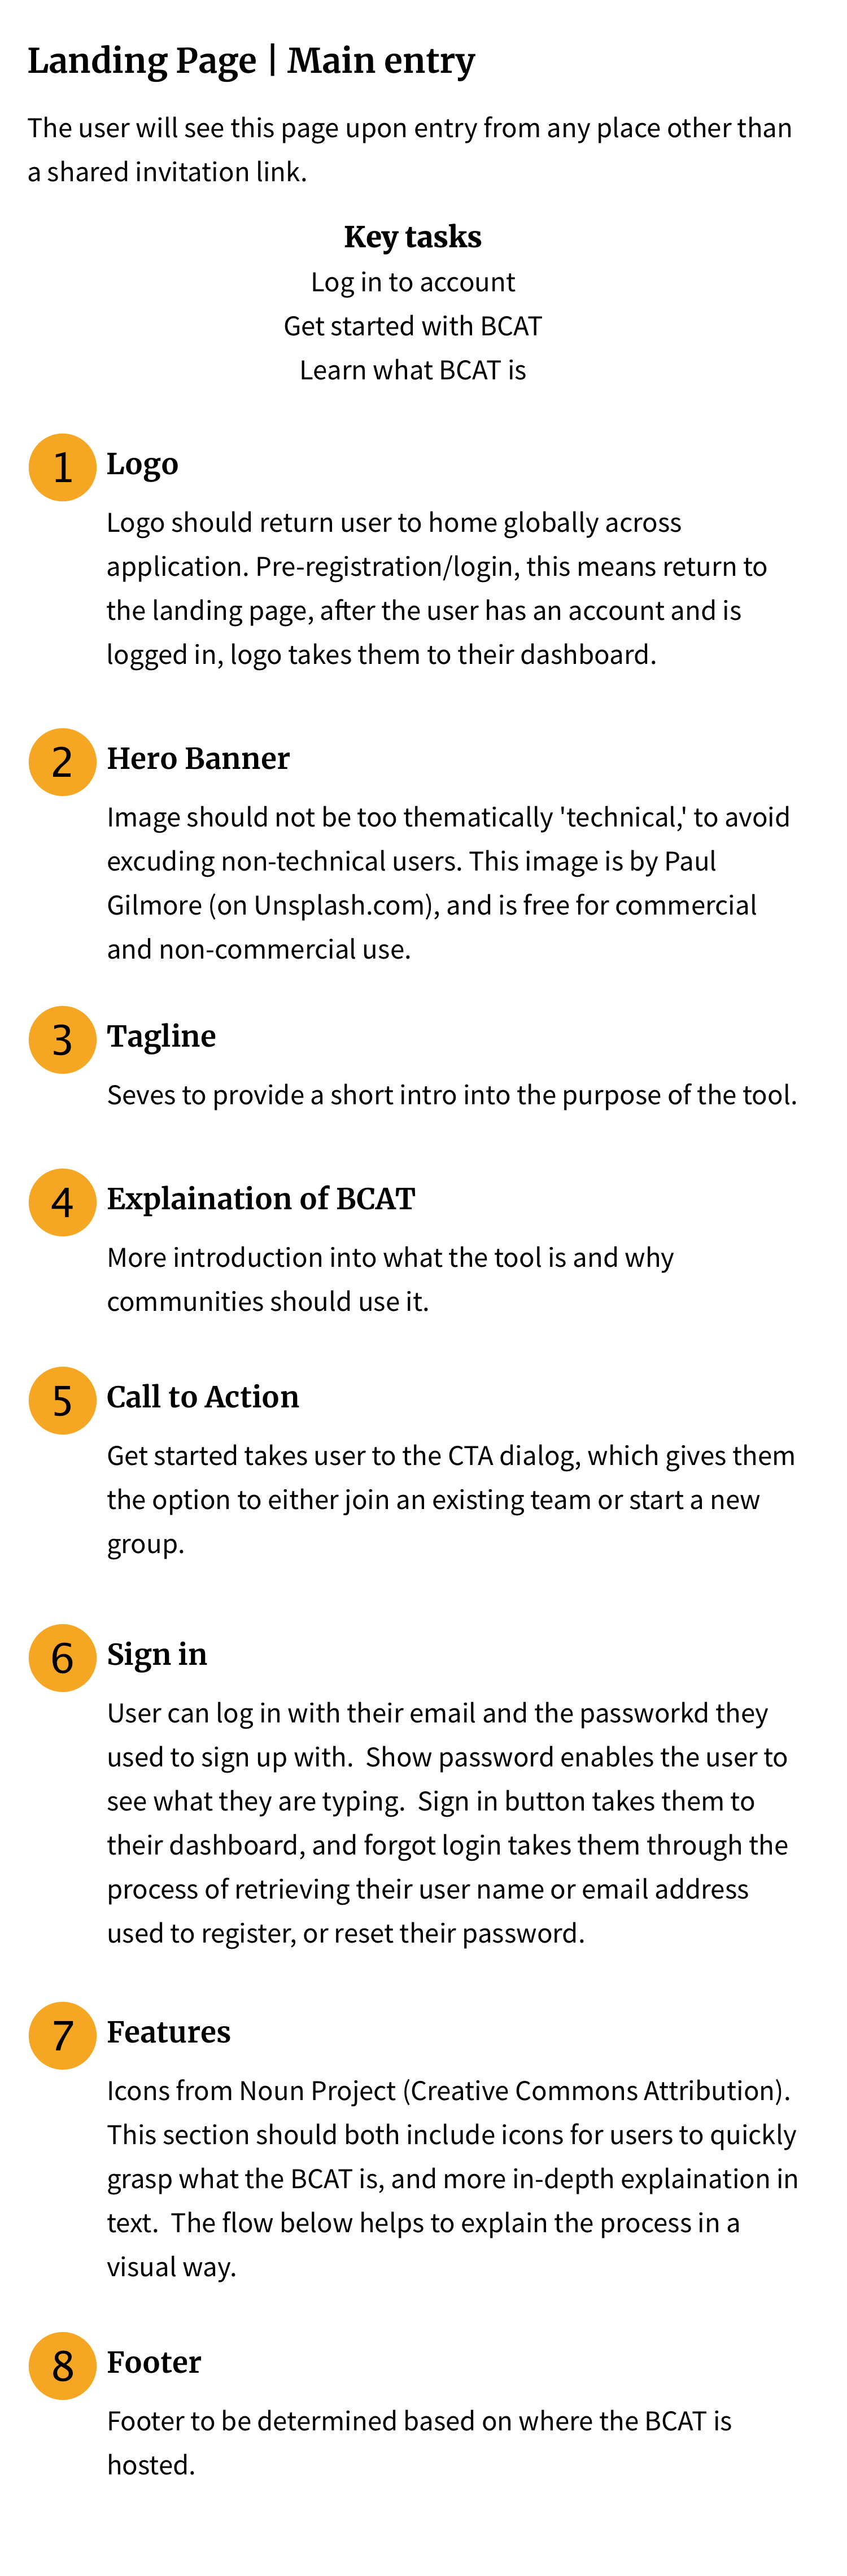 Landing Page | Main entry
The user will see this page upon entry from any place other than
a shared invitation link.
Key tasks
Log in to account
Get started with BCAT
Learn what BCAT is
1 Logo
Logo should return user to home globally across
application. Pre-registration/login, this means return to
the landing page, after the user has an account and is
logged in, logo takes them to their dashboard.
2 Hero Banner
Image should not be too thematically 'technical,' to avoid
excuding non-technical users. This image is by Paul
Gilmore (on Unsplash.com), and is free for commercial
and non-commercial use.
3 Tagline
Seves to provide a short intro into the purpose of the tool.
4 Explaination of BCAT
More introduction into what the tool is and why
communities should use it.
5 Call to Action
Get started takes user to the CTA dialog, which gives them
the option to either join an existing team or start a new
group.
6 Sign in
User can log in with their email and the passworkd they
used to sign up with.  Show password enables the user to
see what they are typing.  Sign in button takes them to
their dashboard, and forgot login takes them through the
process of retrieving their user name or email address
used to register, or reset their password.
7 Features
Icons from Noun Project (Creative Commons Attribution).
This section should both include icons for users to quickly
grasp what the BCAT is, and more in-depth explaination in
text.  The flow below helps to explain the process in a
visual way.
8 Footer
Footer to be determined based on where the BCAT is
hosted.